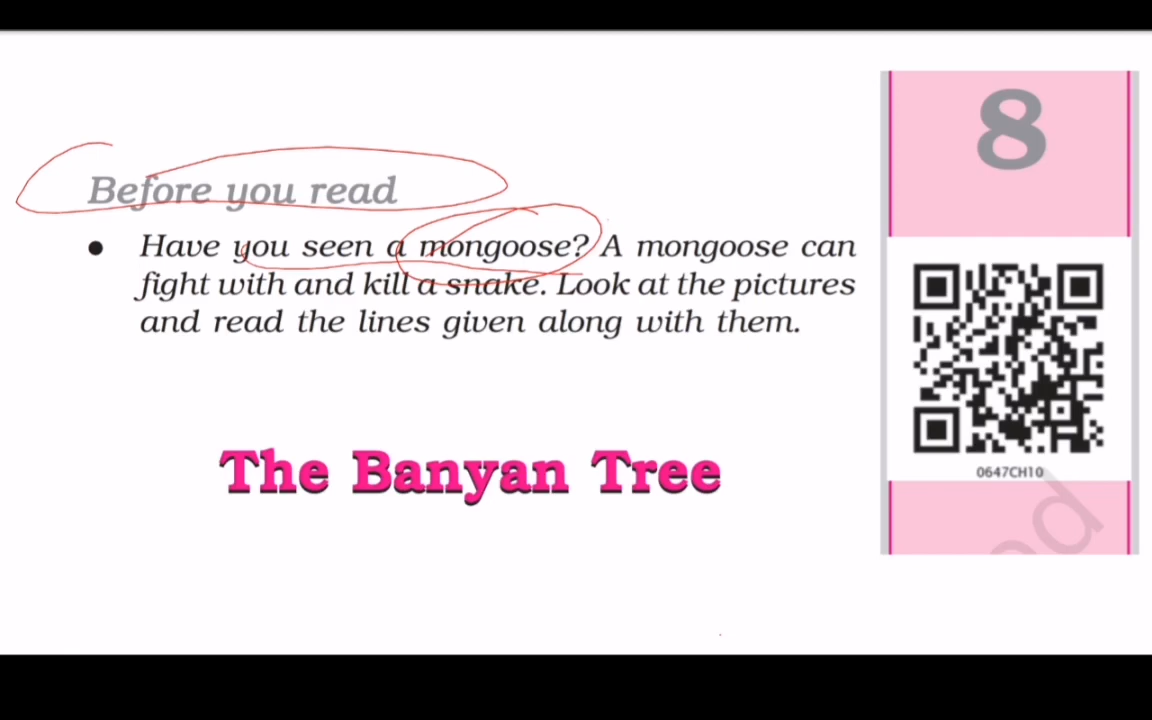 8
Before you read
● Have you seen a mongoose? A mongoose can
fight with and kill a snake. Look at the pictures
and read the lines given along with them.
The Banyan Tree
0647CH10